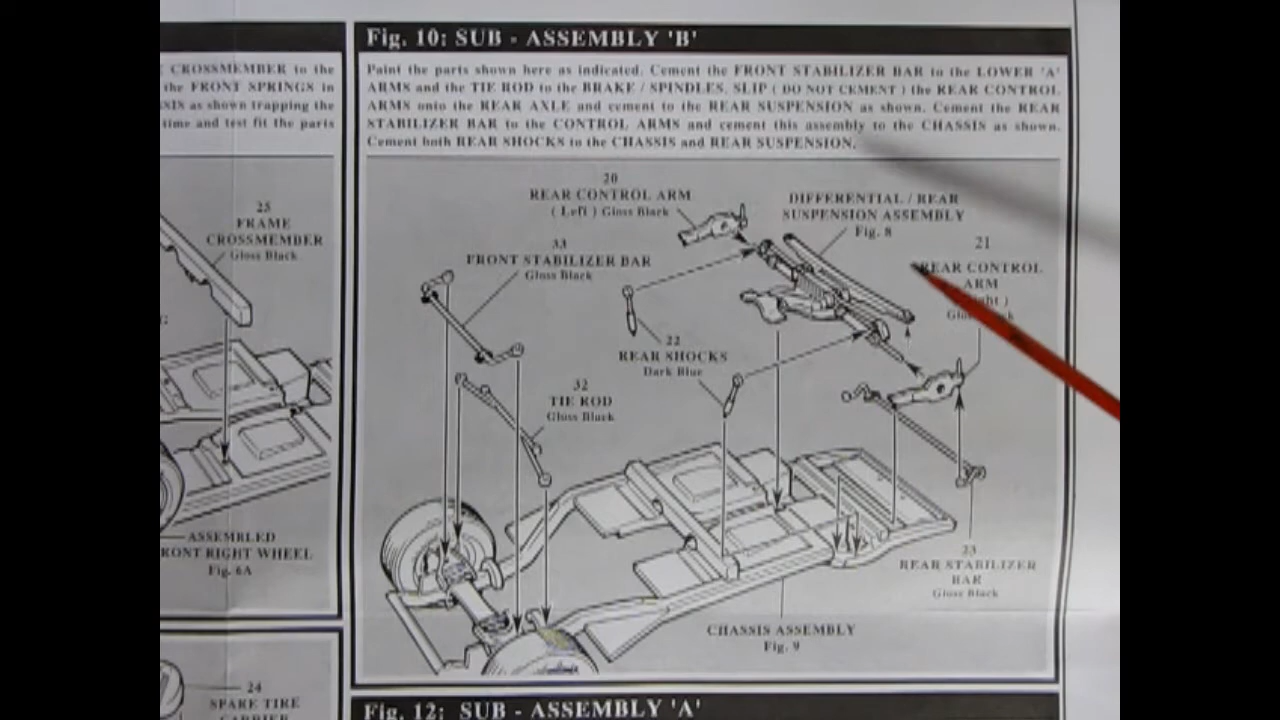 CROSSMEMBER to the
the FRONT SPRINGS in
as shown trapping the
time and test fit the parts
25
FRAME
CROSSMEMBER
Gloss Black
ASSEMBLED
FRONT RIGHT WHEEL
Fig. 6A
24
SPARE TIRE
Fig. 10: SUB - ASSEMBLY 'B'
Paint the parts shown here as indicated. Cement the FRONT STABILIZER BAR to the LOWER 'A'
ARMS and the TIE ROD to the BRAKE / SPINDLES. SLIP ( DO NOT CEMENT ) the REAR CONTROL
ARMS onto the REAR AXLE and cement to the REAR SUSPENSION as shown. Cement the REAR
STABILIZER BAR to the CONTROL ARMS and cement this assembly to the CHASSIS as shown.
Cement both REAR SHOCKS to the CHASSIS and REAR SUSPENSION.
20
REAR CONTROL ARM
( Left ) Gloss Black
DIFFERENTIAL / REAR
SUSPENSION ASSEMBLY
Fig. 8
21
REAR CONTROL
ARM
33
FRONT STABILIZER BAR
Gloss Black
22
REAR SHOCKS
Dark Blue
32
TIE ROD
Gloss Black
23
REAR STABILIZER
BAR
Gloss Black
CHASSIS ASSEMBLY
Fig. 9
Fig. 12: SUB - ASSEMBLY 'A'